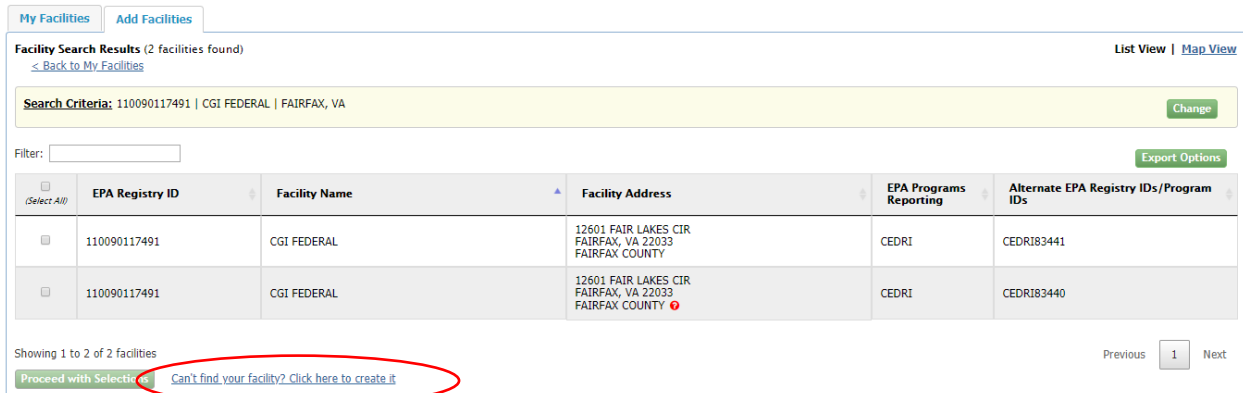 My Facilities Add Facilities
Facility Search Results (2 facilities found)
List View | Map View
< Back to My Facilities
Search Criteria: 110090117491 | CGI FEDERAL | FAIRFAX, VA
Change
Filter:
Export Options
(Select All) EPA Registry ID Facility Name Facility Address EPA Programs Reporting Alternate EPA Registry IDs/Program IDs
110090117491 CGI FEDERAL 12601 FAIR LAKES CIR
FAIRFAX, VA 22033
FAIRFAX COUNTY
CEDRI CEDRI83441
110090117491 CGI FEDERAL 12601 FAIR LAKES CIR
FAIRFAX, VA 22033
FAIRFAX COUNTY ?
CEDRI CEDRI83440
Showing 1 to 2 of 2 facilities
Previous 1 Next
Proceed with Selections Can't find your facility? Click here to create it